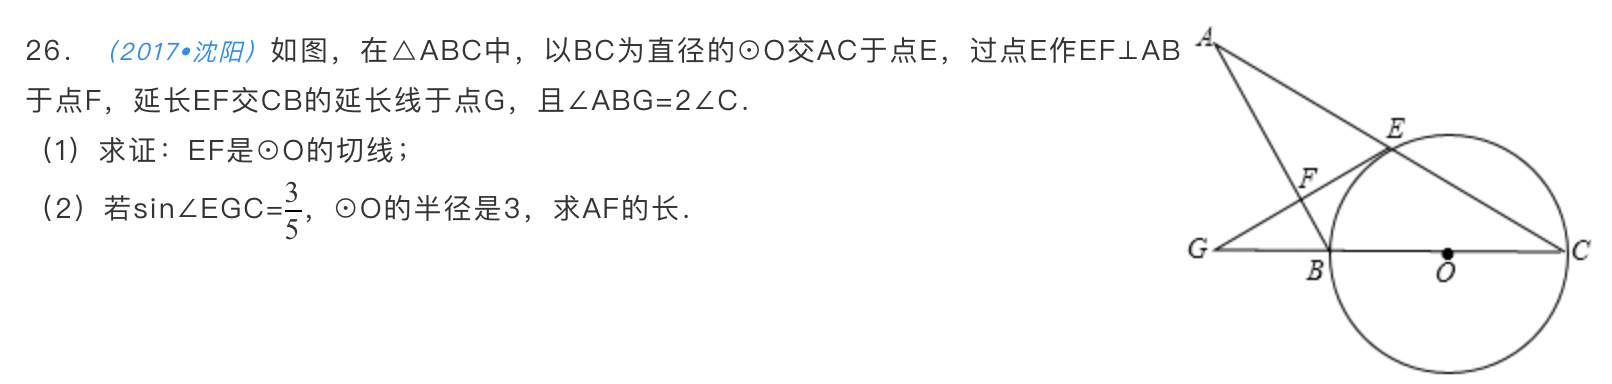 26. （2017•沈阳）如图，在△ABC中，以BC为直径的⊙O交AC于点E，过点E作EF⊥AB
于点F，延长EF交CB的延长线于点G，且∠ABG=2∠C.
（1）求证：EF是⊙O的切线；
（2）若sin∠EGC=3/5，⊙O的半径是3，求AF的长.
A
E
F
G
B
O
C